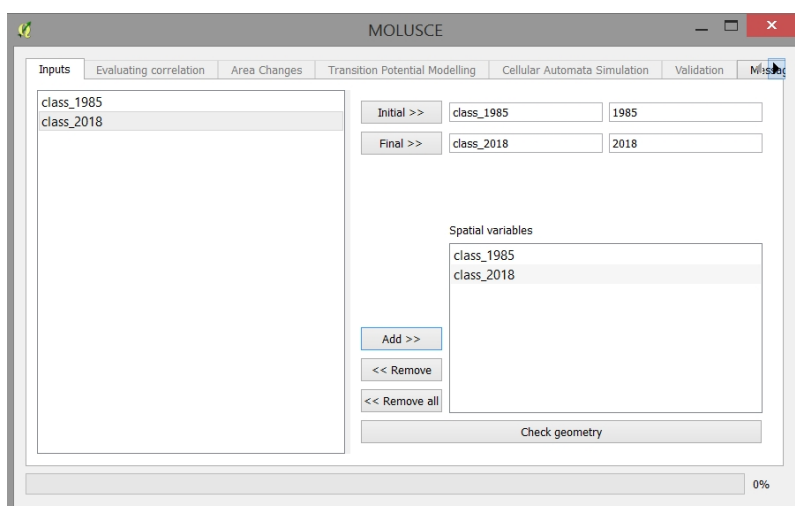 MOLUSCE
Inputs Evaluating correlation Area Changes Transition Potential Modelling Cellular Automata Simulation Validation
class_1985
class_2018
Initial >> class_1985 1985
Final >> class_2018 2018
Spatial variables
class_1985
class_2018
Add >>
<< Remove
<< Remove all
Check geometry
0%